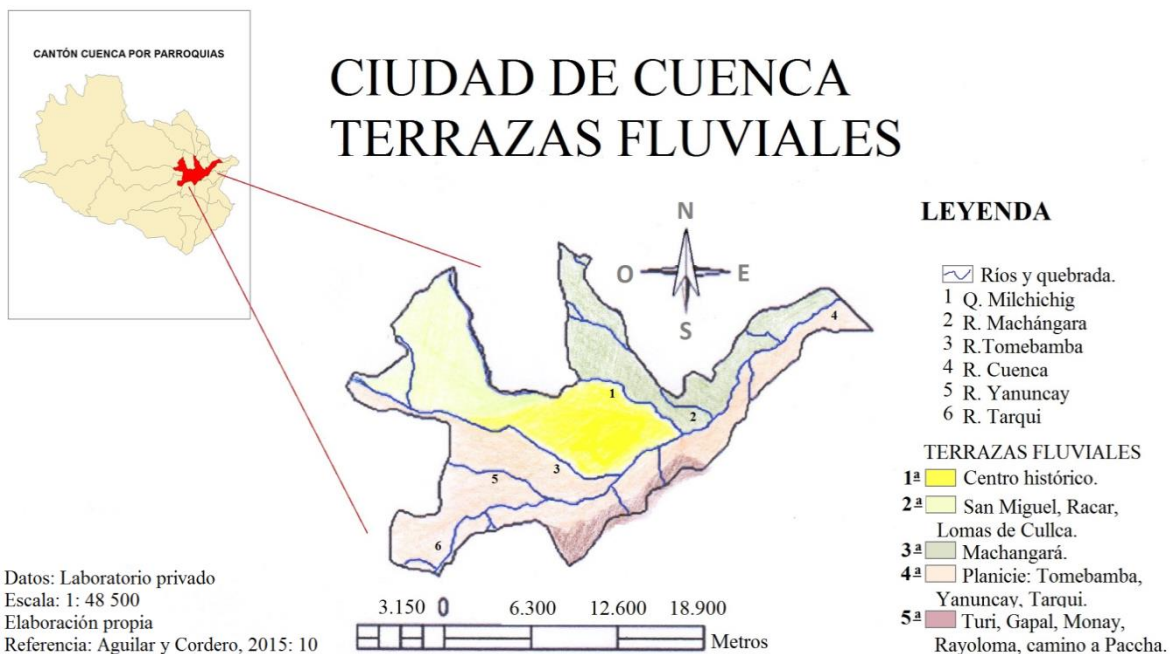 CANTÓN CUENCA POR PARROQUIAS
CIUDAD DE CUENCA
TERRAZAS FLUVIALES
N
O
E
S
1
2
3
4
5
6
LEYENDA
Ríos y quebrada.
1 Q. Milchichig
2 R. Machángara
3 R.Tomebamba
4 R. Cuenca
5 R. Yanuncay
6 R. Tarqui
TERRAZAS FLUVIALES
1ª Centro histórico.
2ª San Miguel, Racar,
Lomas de Cullca.
3ª Machangará.
4ª Planicie: Tomebamba,
Yanuncay, Tarqui.
5ª Turi, Gapal, Monay,
Rayoloma, camino a Paccha.
Datos: Laboratorio privado
Escala: 1: 48 500
Elaboración propia
Referencia: Aguilar y Cordero, 2015: 10
3.150 0 6.300 12.600 18.900
Metros